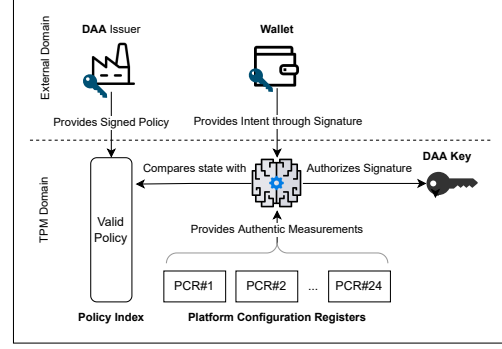 External Domain
DAA Issuer
Wallet
Provides Signed Policy
Provides Intent through Signature
TPM Domain
Compares state with
Authorizes Signature
DAA Key
Valid
Policy
Provides Authentic Measurements
PCR#1
PCR#2
...
PCR#24
Policy Index
Platform Configuration Registers